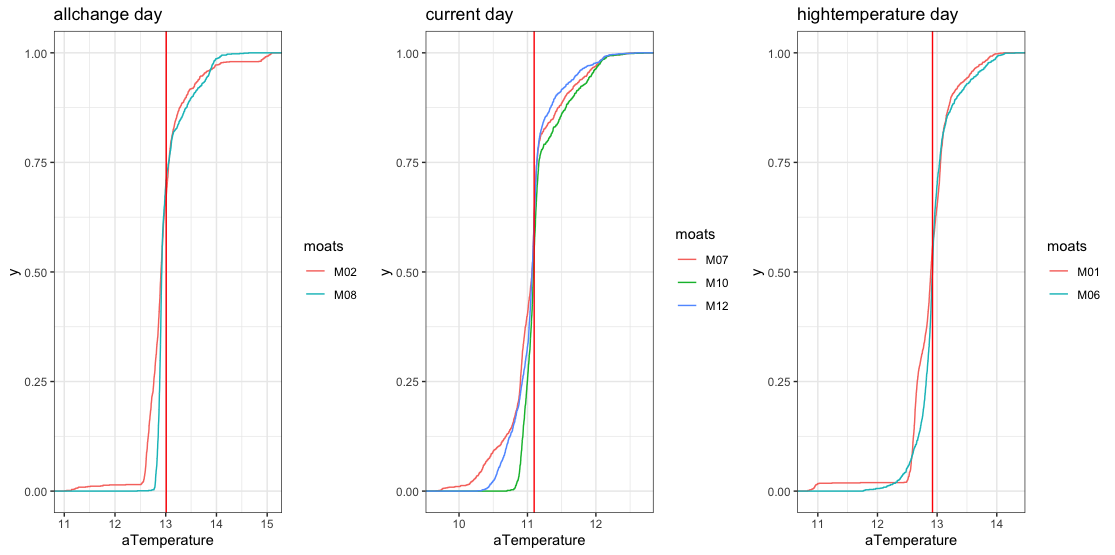 allchange day
1.00
0.75
0.50
0.25
0.00
y
11 12 13 14 15
aTemperature
moats
M02
M08
current day
1.00
0.75
0.50
0.25
0.00
y
10 11 12
aTemperature
moats
M07
M10
M12
hightemperature day
1.00
0.75
0.50
0.25
0.00
y
11 12 13 14
aTemperature
moats
M01
M06